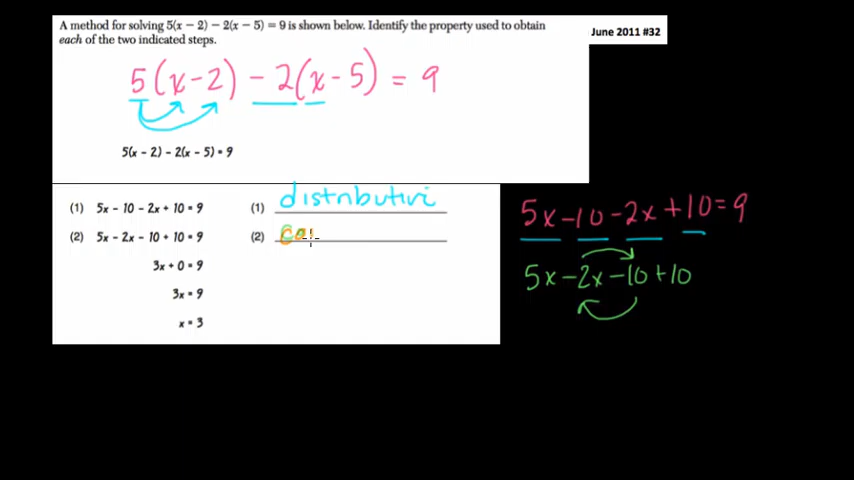 A method for solving 5(x − 2) − 2(x − 5) = 9 is shown below. Identify the property used to obtain
each of the two indicated steps.
June 2011 #32
5(x-2) -2(x-5) = 9
5(x − 2) − 2(x − 5) = 9
(1) 5x − 10 − 2x + 10 = 9 (1) distributive
(2) 5x − 2x − 10 + 10 = 9 (2)
3x + 0 = 9
3x = 9
x = 3
5x -10 -2x +10 = 9
5x -2x -10 +10